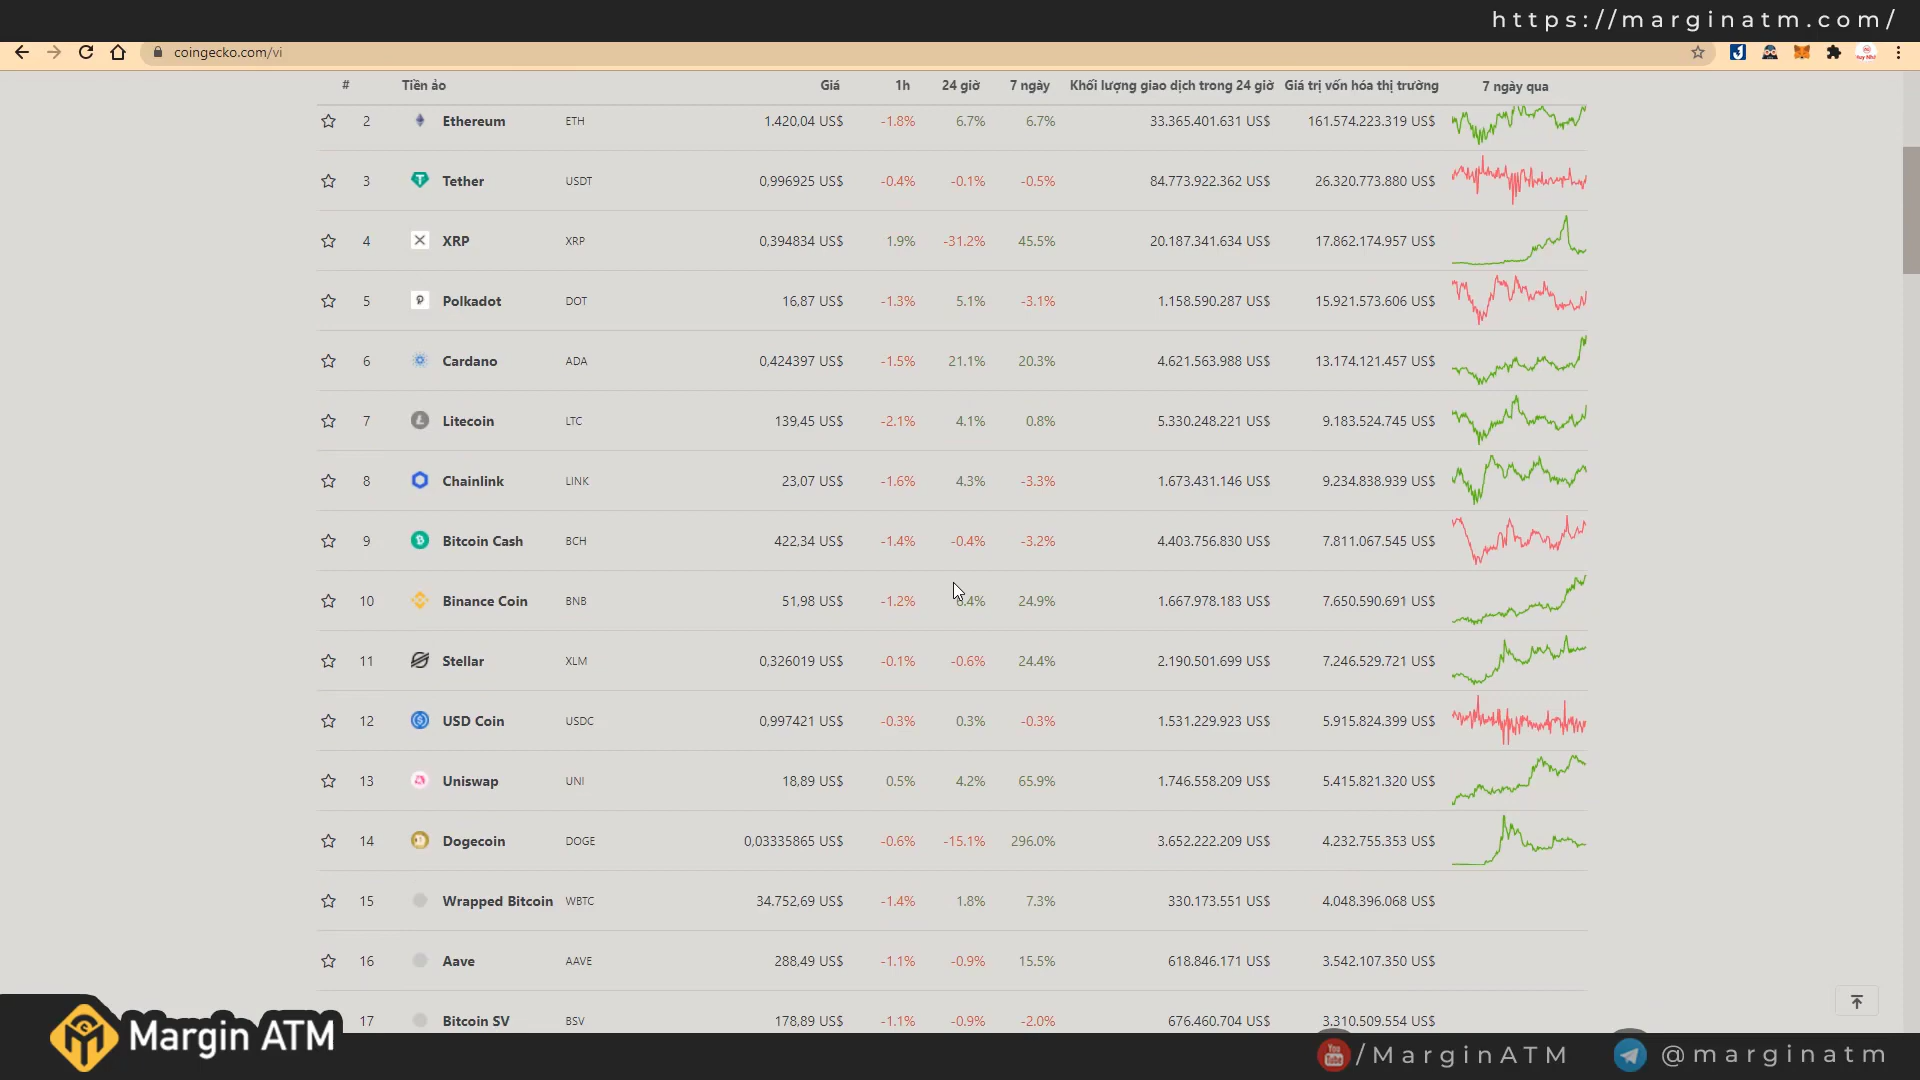 https://marginatm.com/
coingecko.com/vi
# Tiền ảo Giá 1h 24 giờ 7 ngày Khối lượng giao dịch trong 24 giờ Giá trị vốn hóa thị trường 7 ngày qua
2 Ethereum ETH 1.420,04 US$ -1.8% 6.7% 6.7% 33.365.401.631 US$ 161.574.223.319 US$
3 Tether USDT 0,996925 US$ -0.4% -0.1% -0.5% 84.773.922.362 US$ 26.320.773.880 US$
4 XRP XRP 0,394834 US$ 1.9% -31.2% 45.5% 20.187.341.634 US$ 17.862.174.957 US$
5 Polkadot DOT 16,87 US$ -1.3% 5.1% -3.1% 1.158.590.287 US$ 15.921.573.606 US$
6 Cardano ADA 0,424397 US$ -1.5% 21.1% 20.3% 4.621.563.988 US$ 13.174.121.457 US$
7 Litecoin LTC 139,45 US$ -2.1% 4.1% 0.8% 5.330.248.221 US$ 9.183.524.745 US$
8 Chainlink LINK 23,07 US$ -1.6% 4.3% -3.3% 1.673.431.146 US$ 9.234.838.939 US$
9 Bitcoin Cash BCH 422,34 US$ -1.4% -0.4% -3.2% 4.403.756.830 US$ 7.811.067.545 US$
10 Binance Coin BNB 51,98 US$ -1.2% 24.9% 1.667.978.183 US$ 7.650.590.691 US$
11 Stellar XLM 0,326019 US$ -0.1% -0.6% 24.4% 2.190.501.699 US$ 7.246.529.721 US$
12 USD Coin USDC 0,997421 US$ -0.3% 0.3% -0.3% 1.531.229.923 US$ 5.915.824.399 US$
13 Uniswap UNI 18,89 US$ 0.5% 4.2% 65.9% 1.746.558.209 US$ 5.415.821.320 US$
14 Dogecoin DOGE 0,03335865 US$ -0.6% -15.1% 296.0% 3.652.222.209 US$ 4.232.755.353 US$
15 Wrapped Bitcoin WBTC 34.752,69 US$ -1.4% 1.8% 7.3% 330.173.551 US$ 4.048.396.068 US$
16 Aave AAVE 288,49 US$ -1.1% -0.9% 15.5% 618.846.171 US$ 3.542.107.350 US$
17 Bitcoin SV BSV 178,89 US$ -1.1% -0.9% -2.0% 676.460.704 US$ 3.310.509.554 US$
Margin ATM
You Tube /MarginATM @marginatm